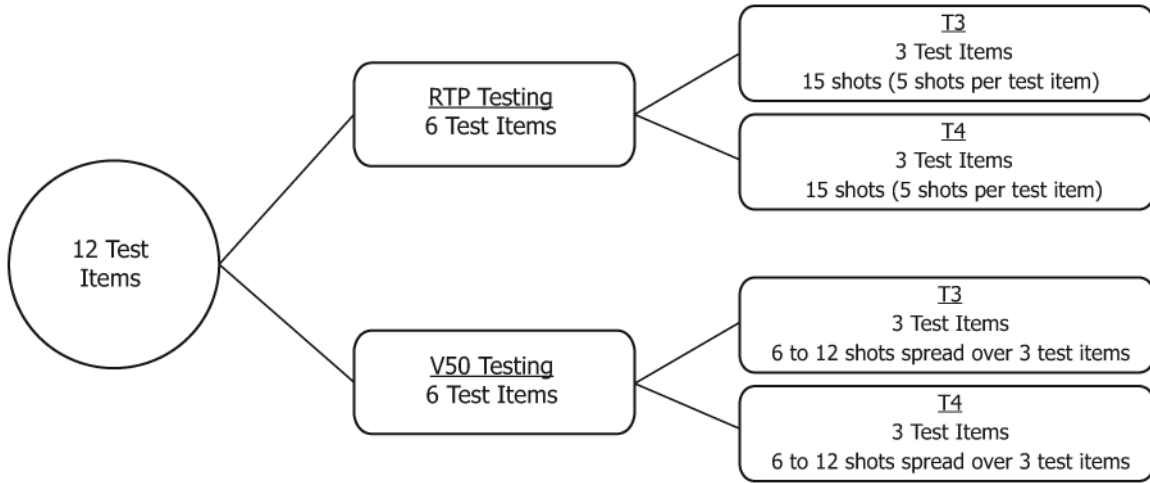 12 Test
Items
RTP Testing
6 Test Items
T3
3 Test Items
15 shots (5 shots per test item)
T4
3 Test Items
15 shots (5 shots per test item)
V50 Testing
6 Test Items
T3
3 Test Items
6 to 12 shots spread over 3 test items
T4
3 Test Items
6 to 12 shots spread over 3 test items